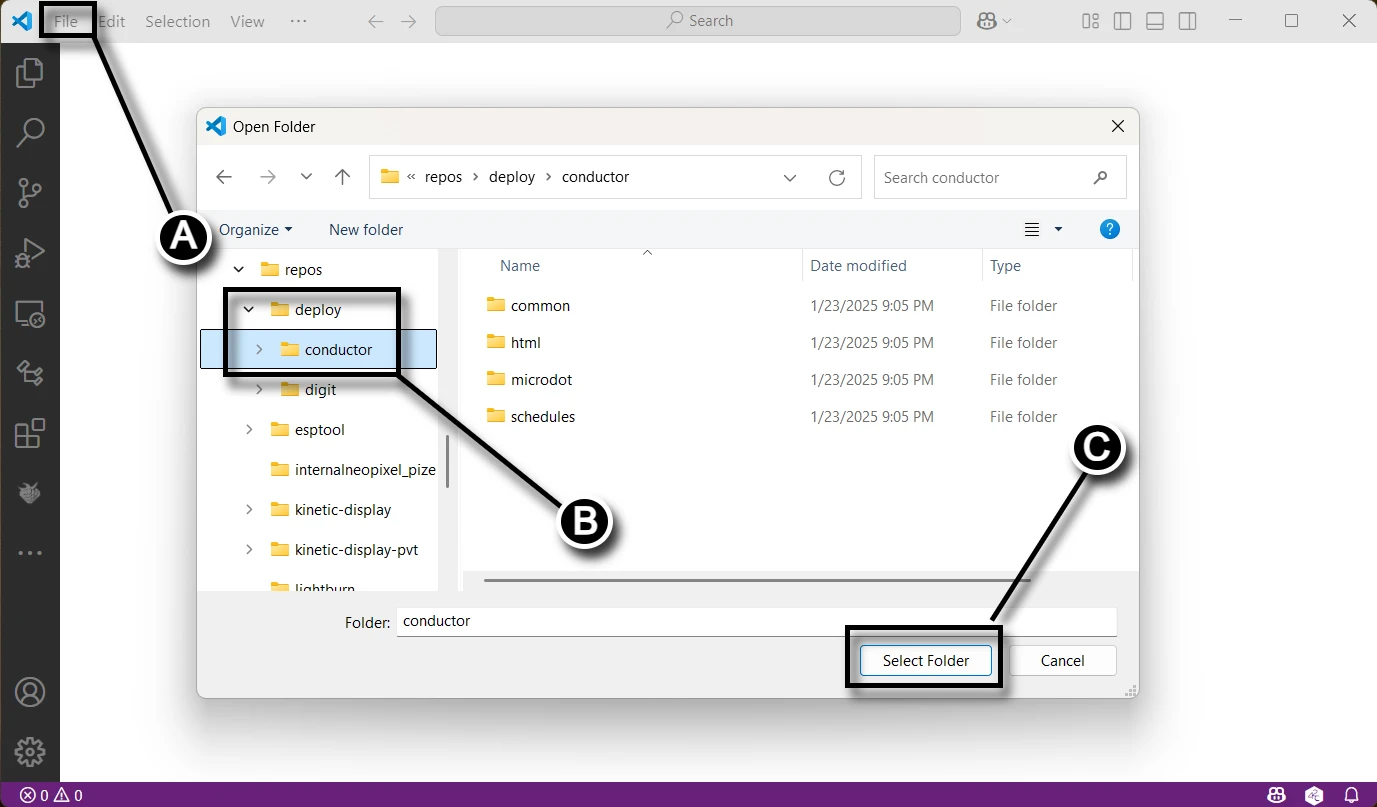 File Edit Selection View ··· Search
Open Folder
« repos › deploy › conductor Search conductor
Organize New folder
A
repos
deploy
conductor
digit
esptool
internalneopixel_pize
kinetic-display
kinetic-display-pvt
lightburn
Name Date modified Type
common 1/23/2025 9:05 PM File folder
html 1/23/2025 9:05 PM File folder
microdot 1/23/2025 9:05 PM File folder
schedules 1/23/2025 9:05 PM File folder
C
B
Folder: conductor
Select Folder Cancel
0 0